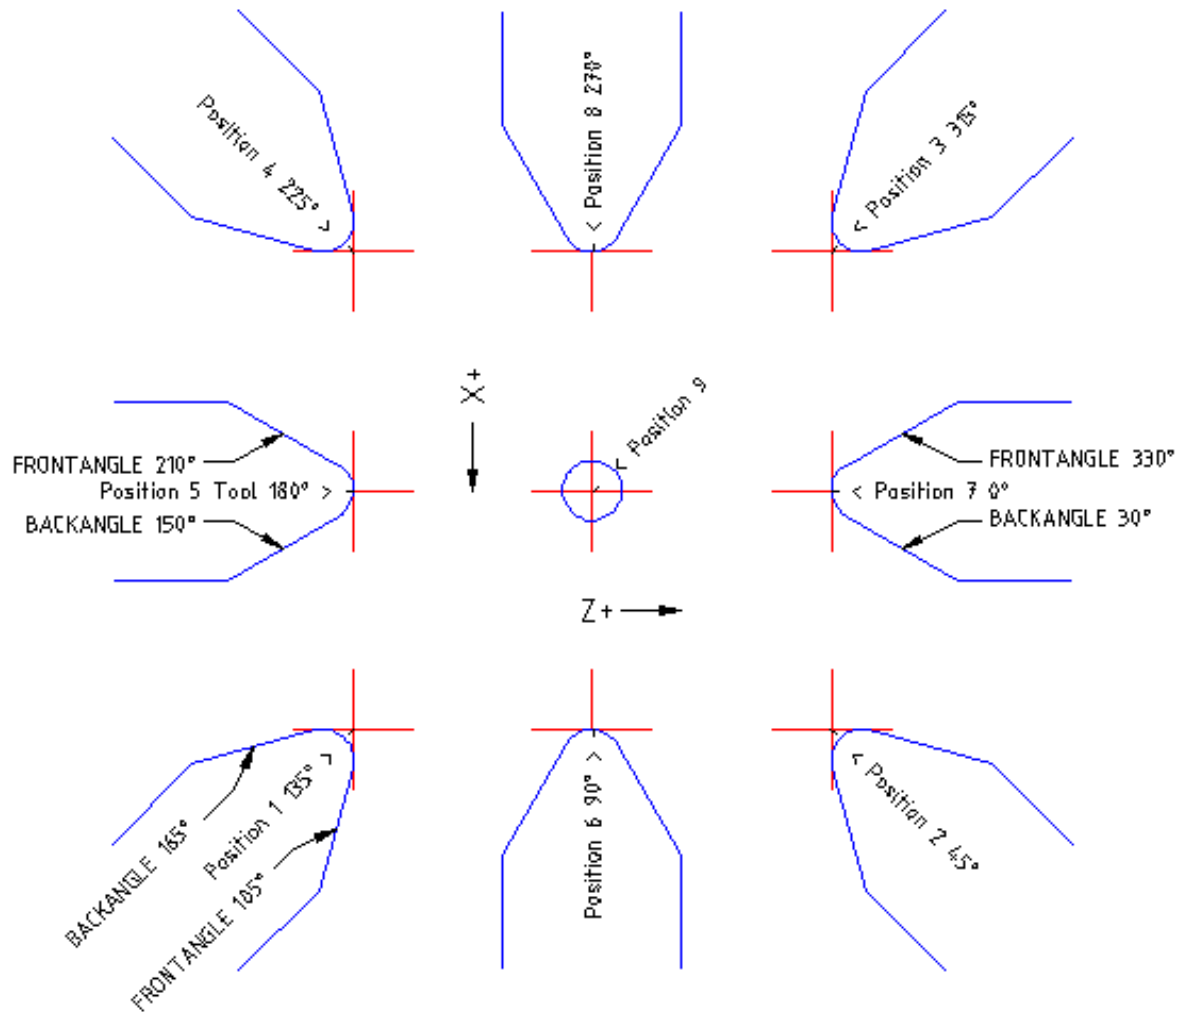 Position 4 225°
Position 8 270°
Position 3 315°
X+
Position 9
FRONTANGLE 210°
Position 5 Tool 180°
BACKANGLE 150°
FRONTANGLE 330°
Position 7 0°
BACKANGLE 30°
Z+
BACKANGLE 165°
Position 1 135°
FRONTANGLE 105°
Position 6 90°
Position 2 45°